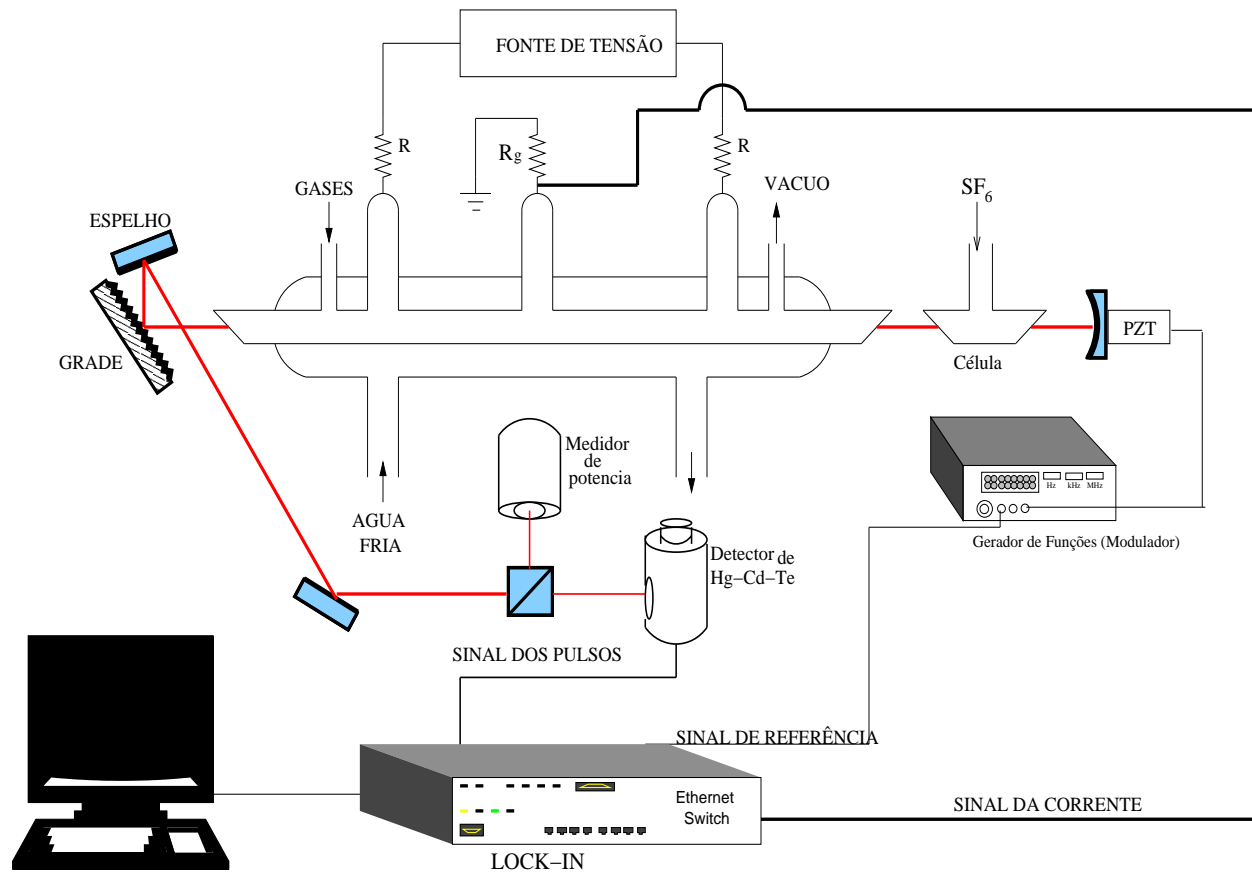 FONTE DE TENSÃO
R
R_g
R
GASES
VACUO
SF_6
ESPELHO
GRADE
PZT
Célula
Medidor
de
potencia
Hz
kHz
MHz
AGUA
FRIA
Detector de
Hg-Cd-Te
Gerador de Funções (Modulador)
SINAL DOS PULSOS
SINAL DE REFERÊNCIA
Ethernet
Switch
SINAL DA CORRENTE
LOCK-IN